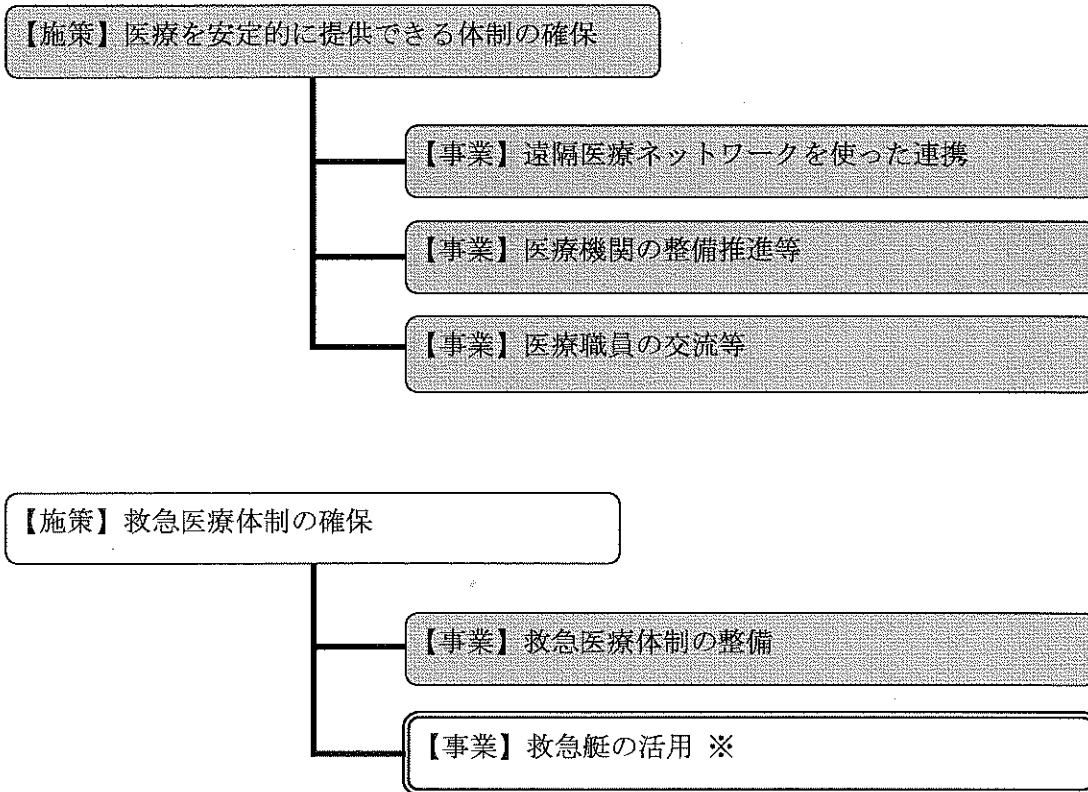 【施策】医療を安定的に提供できる体制の確保
【事業】遠隔医療ネットワークを使った連携
【事業】医療機関の整備推進等
【事業】医療職員の交流等
【施策】救急医療体制の確保
【事業】救急医療体制の整備
【事業】救急艇の活用 ※